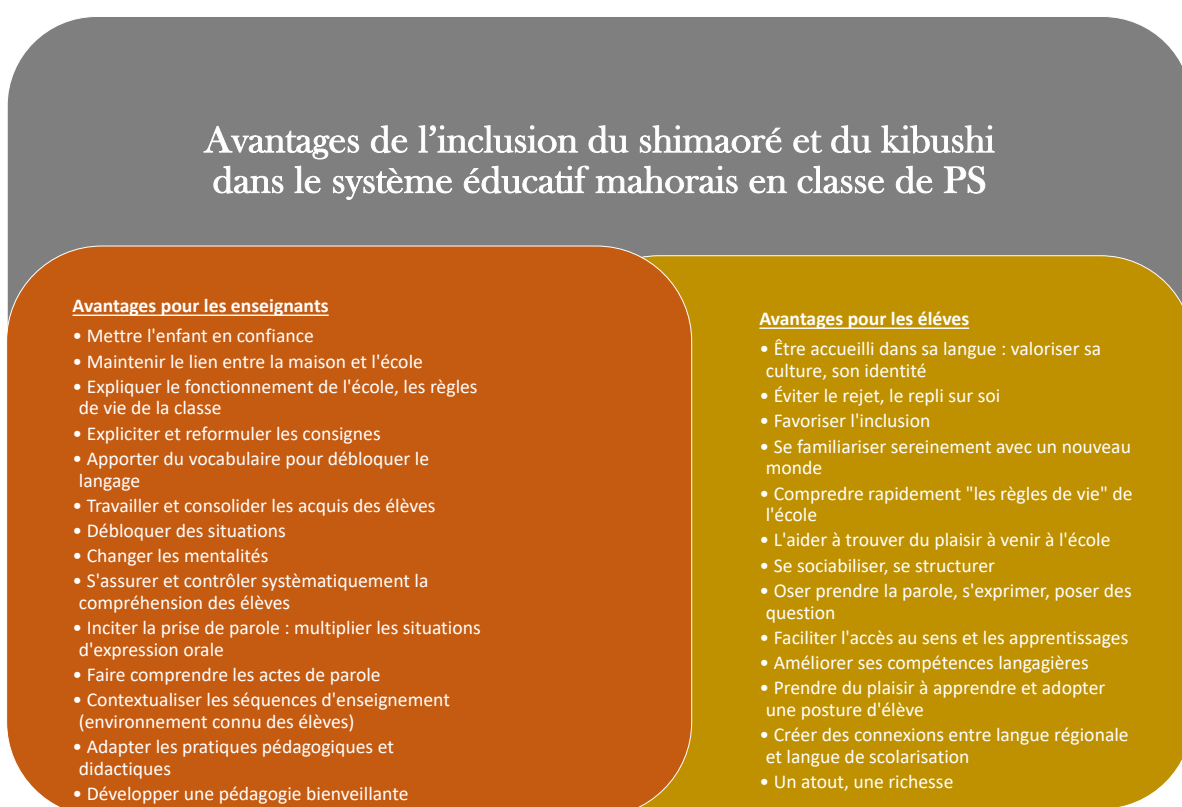 Avantages de l'inclusion du shimaoré et du kibushi
dans le système éducatif mahorais en classe de PS
Avantages pour les enseignants
• Mettre l'enfant en confiance
• Maintenir le lien entre la maison et l'école
• Expliquer le fonctionnement de l'école, les règles
de vie de la classe
• Expliciter et reformuler les consignes
• Apporter du vocabulaire pour débloquer le
langage
• Travailler et consolider les acquis des élèves
• Débloquer des situations
• Changer les mentalités
• S'assurer et contrôler systèmatiquement la
compréhension des élèves
• Inciter la prise de parole : multiplier les situations
d'expression orale
• Faire comprendre les actes de parole
• Contextualiser les séquences d'enseignement
(environnement connu des élèves)
• Adapter les pratiques pédagogiques et
didactiques
• Développer une pédagogie bienveillante
Avantages pour les éléves
• Être accueilli dans sa langue : valoriser sa
culture, son identité
• Éviter le rejet, le repli sur soi
• Favoriser l'inclusion
• Se familiariser sereinement avec un nouveau
monde
• Compredre rapidement "les règles de vie" de
l'école
• L'aider à trouver du plaisir à venir à l'école
• Se sociabiliser, se structurer
• Oser prendre la parole, s'exprimer, poser des
question
• Faciliter l'accès au sens et les apprentissages
• Améliorer ses compétences langagières
• Prendre du plaisir à apprendre et adopter
une posture d'élève
• Créer des connexions entre langue régionale
et langue de scolarisation
• Un atout, une richesse